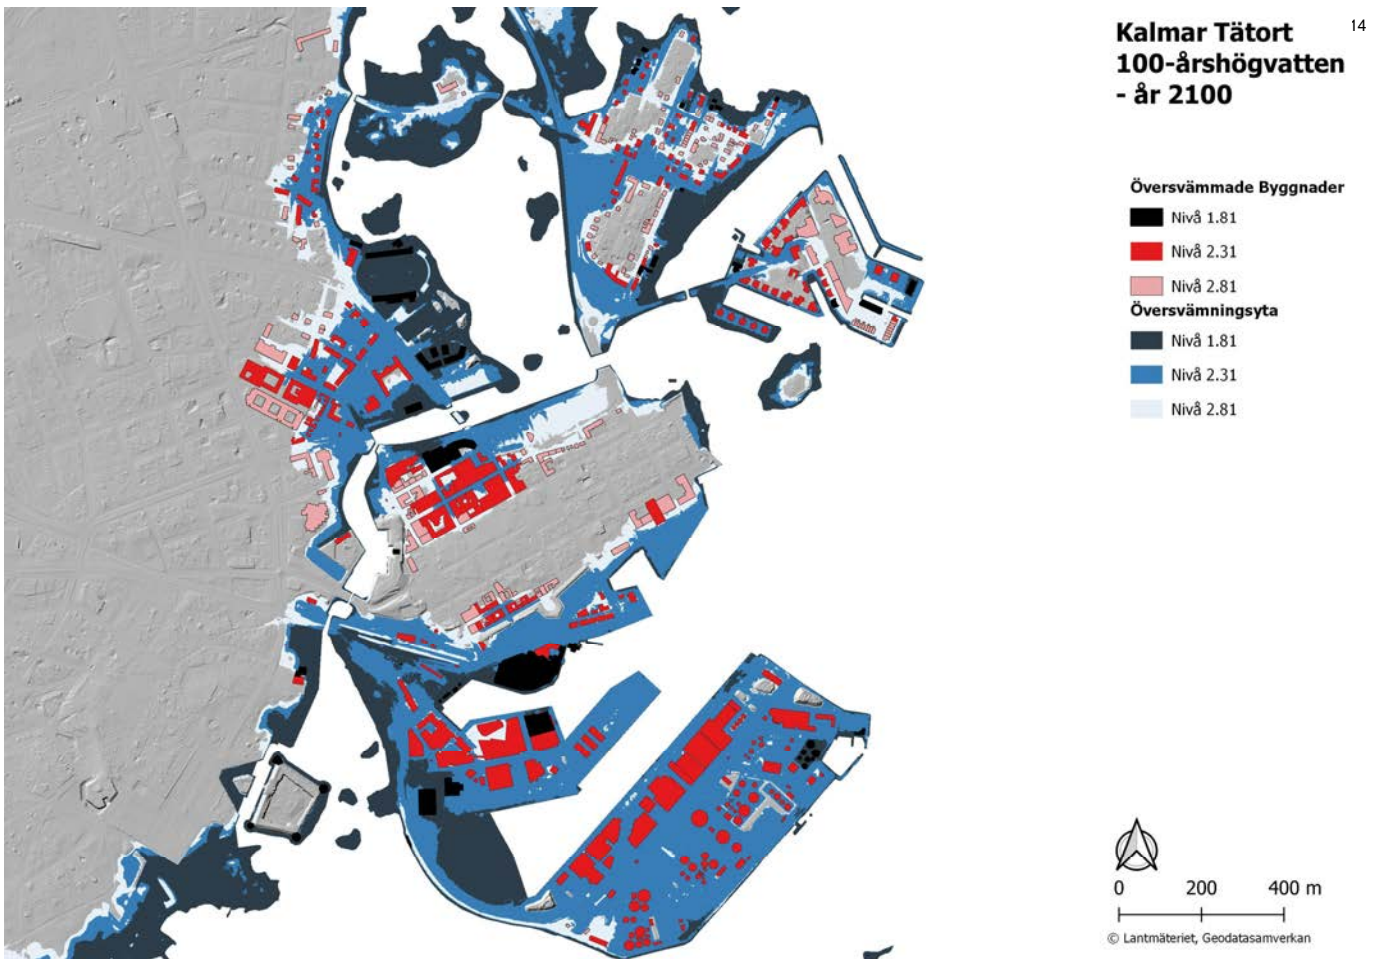 14
Kalmar Tätort
100-årshögvatten
- år 2100
Översvämmade Byggnader
Nivå 1.81
Nivå 2.31
Nivå 2.81
Översvämningsyta
Nivå 1.81
Nivå 2.31
Nivå 2.81
0 200 400 m
© Lantmäteriet, Geodatasamverkan